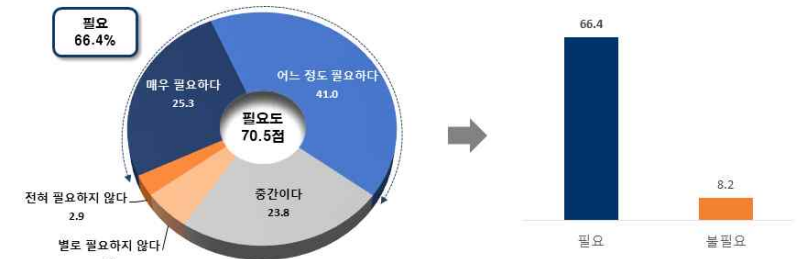 필요
66.4%
매우 필요하다
25.3
어느 정도 필요하다
41.0
필요도
70.5점
중간이다
23.8
전혀 필요하지 않다
2.9
별로 필요하지 않다
66.4
8.2
필요
불필요